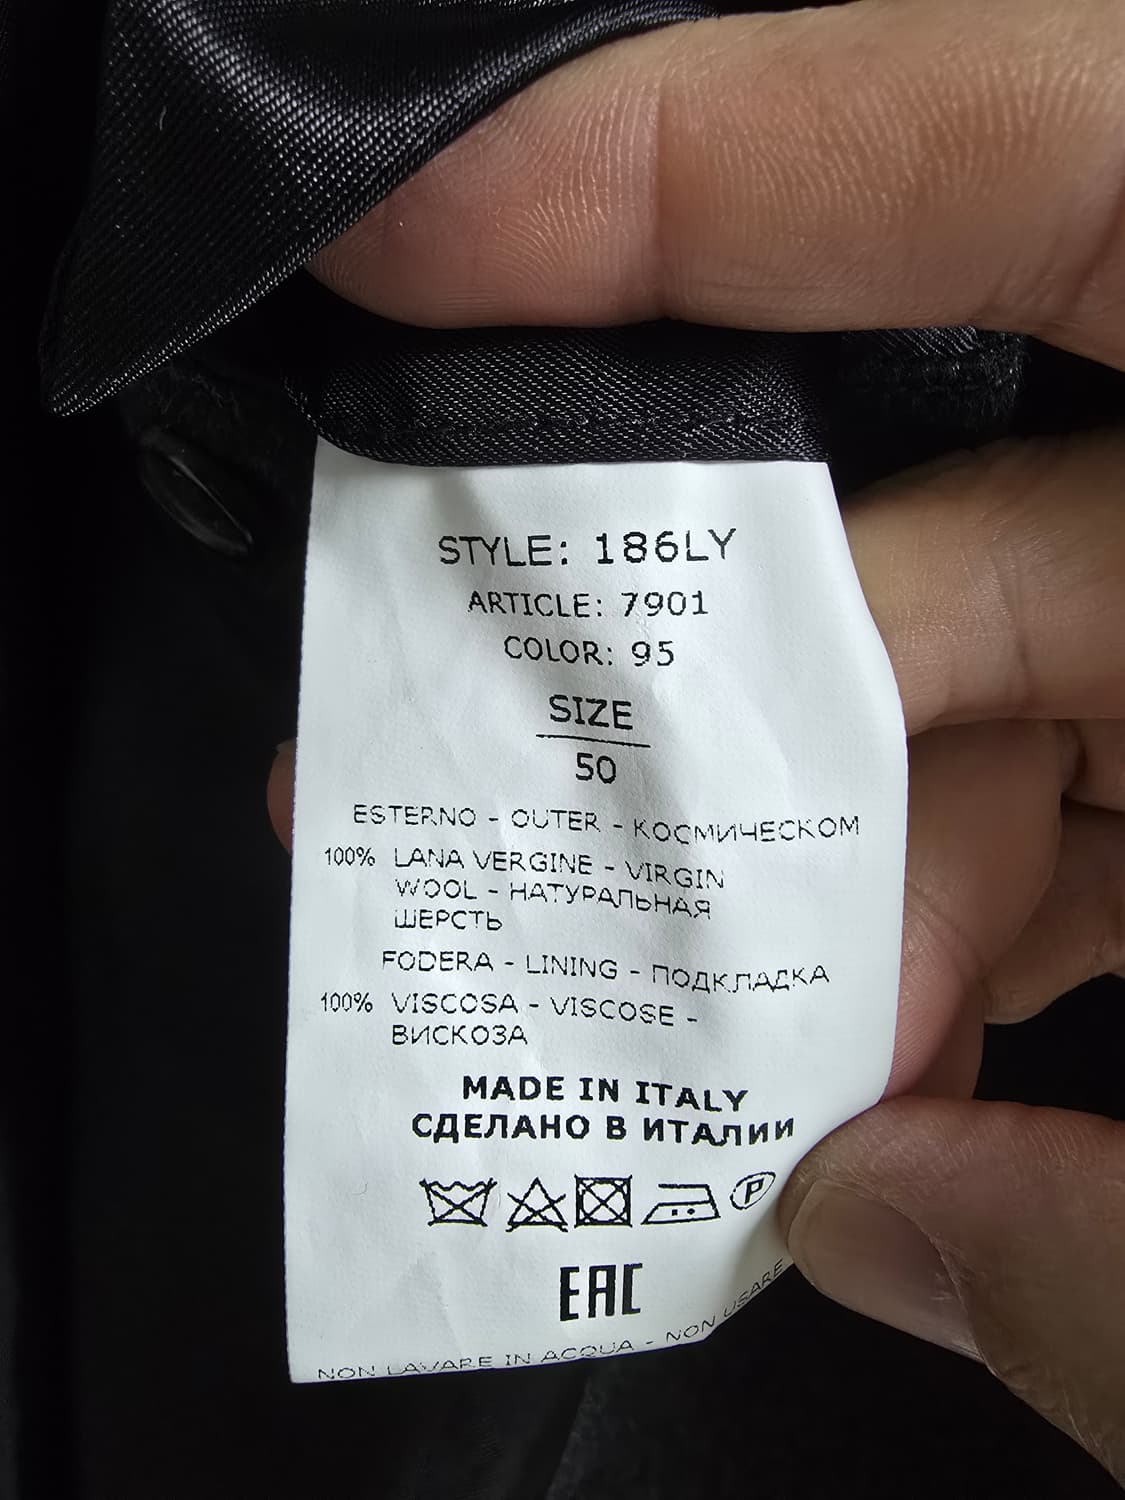 STYLE: 186LY
ARTICLE: 7901
COLOR: 95
SIZE
50
ESTERNO - OUTER - КОСМИЧЕСКОМ
100% LANA VERGINE - VIRGIN
WOOL - НАТУРАЛЬНАЯ
ШЕРСТЬ
FODERA - LINING - ПОДКЛАДКА
100% VISCOSA - VISCOSE -
ВИСКОЗА
MADE IN ITALY
СДЕЛАНО В ИТАЛИИ
P
EAC
NON LAVARE IN ACQUA - NON USARE